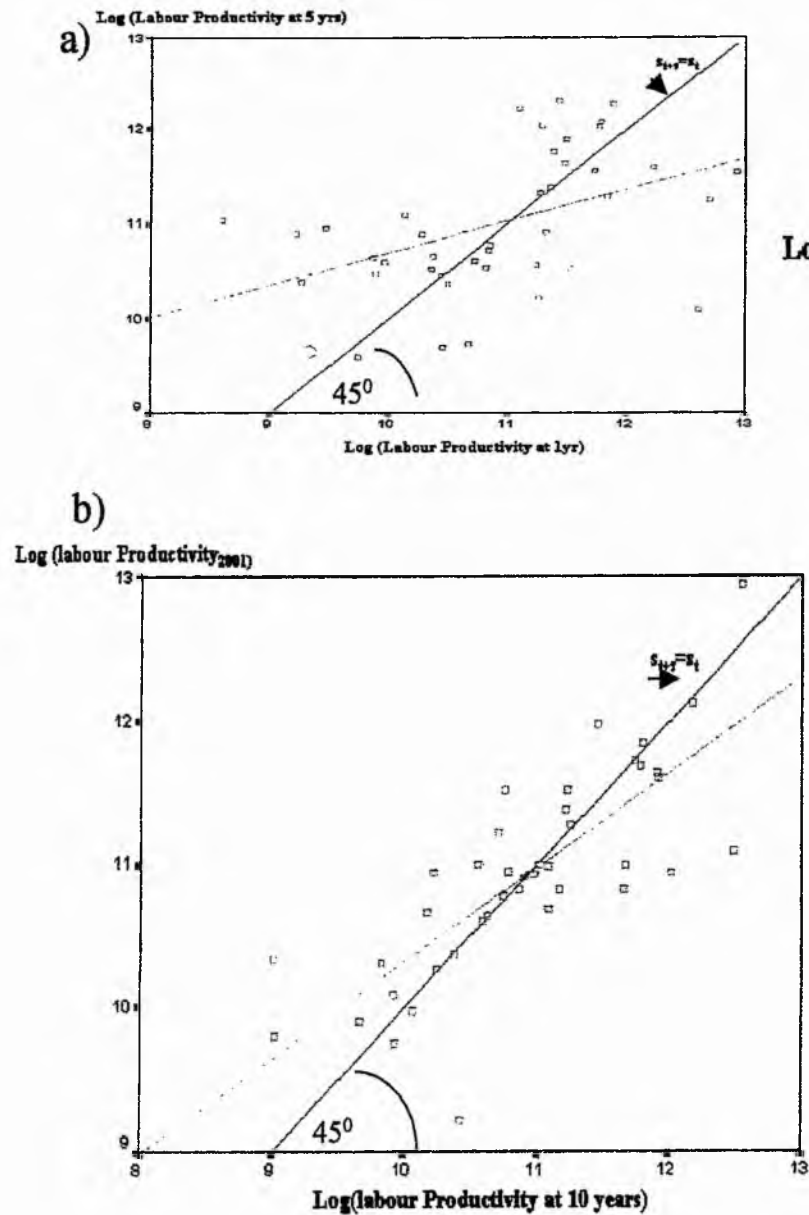 Log (Labour Productivity at 5 yrs)
a)
13
s_{t+s}=s_t
12
11
Lo
10
45⁰
9
8 9 10 11 12 13
Log (Labour Productivity at 1yr)
b)
Log (labour Productivity₂₀₀₁)
13
12
11
10
45⁰
9
8 9 10 11 12 13
Log(labour Productivity at 10 years)